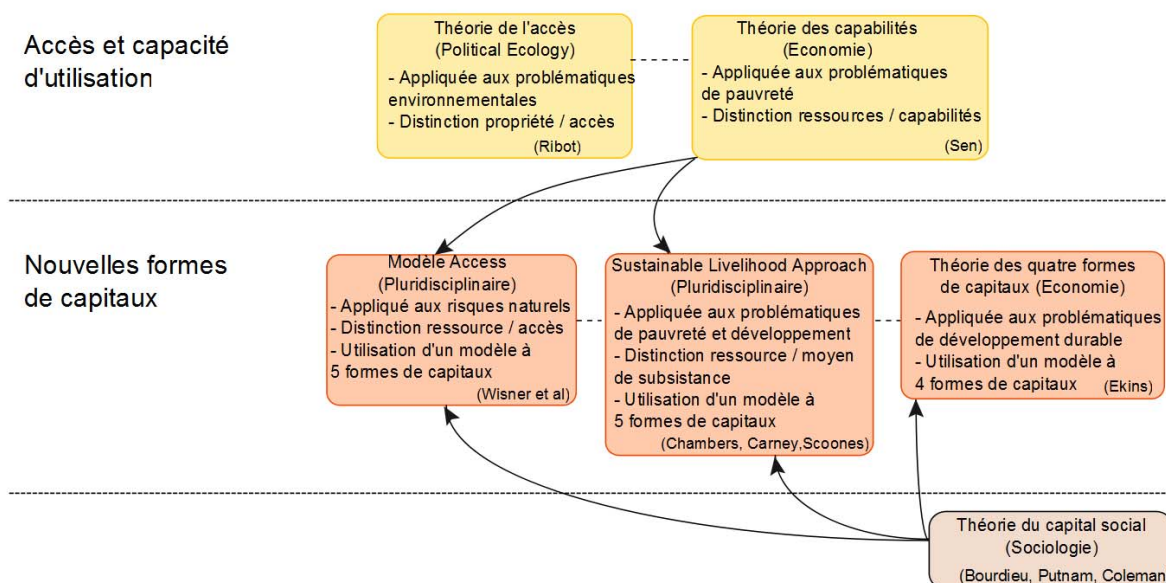 Accès et capacité
d'utilisation
Théorie de l'accès
(Political Ecology)
- Appliquée aux problématiques
environnementales
- Distinction propriété / accès
(Ribot)
Théorie des capabilités
(Economie)
- Appliquée aux problématiques
de pauvreté
- Distinction ressources / capabilités
(Sen)
Nouvelles formes
de capitaux
Modèle Access
(Pluridisciplinaire)
- Appliqué aux risques naturels
- Distinction ressource / accès
- Utilisation d'un modèle à
5 formes de capitaux
(Wisner et al)
Sustainable Livelihood Approach
(Pluridisciplinaire)
- Appliquée aux problématiques
de pauvreté et développement
- Distinction ressource / moyen
de subsistance
- Utilisation d'un modèle à
5 formes de capitaux
(Chambers, Carney,Scoones)
Théorie des quatre formes
de capitaux (Economie)
- Appliquée aux problématiques
de développement durable
- Utilisation d'un modèle à
4 formes de capitaux (Ekins)
Théorie du capital social
(Sociologie)
(Bourdieu, Putnam, Coleman